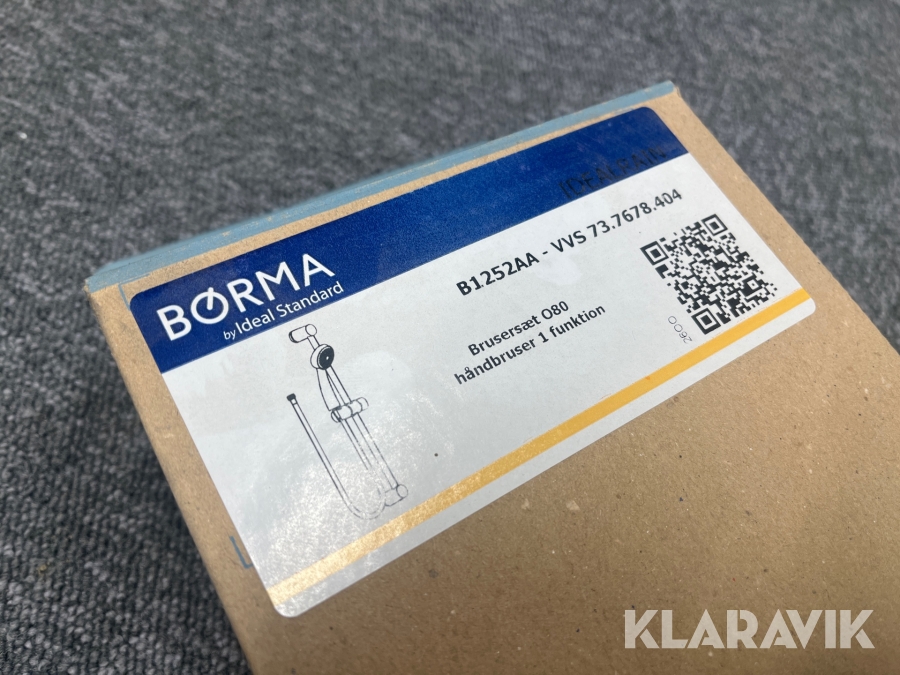 BØRMA
by Ideal Standard
B1252AA - VVS 73.7678.404
Brusersæt O80
håndbruser 1 funktion
KLARAVIK